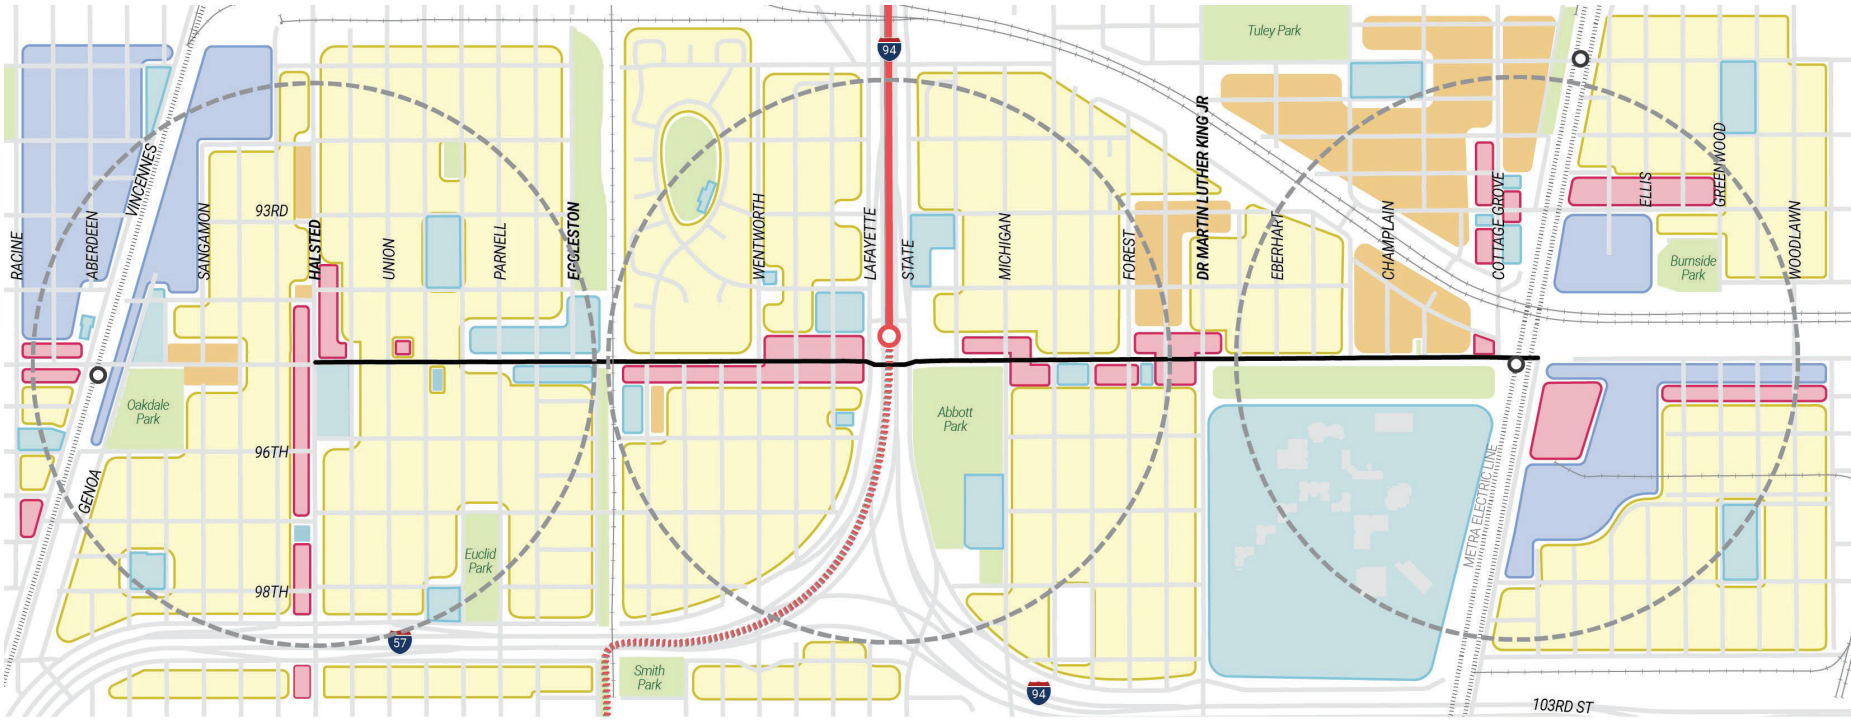 Tuley Park
94
93RD
RACINE
ABERDEEN
VINCENNES
SANGAMON
HALSTED
UNION
PARNELL
EGGLESTON
WENTWORTH
LAFAYETTE
STATE
MICHIGAN
FOREST
DR MARTIN LUTHER KING JR
EBERHART
CHAMPLAIN
COTTAGE GROVE
ELLIS
GREENWOOD
WOODLAWN
Burnside
Park
Oakdale
Park
Abbott
Park
96TH
GENOA
METRA ELECTRIC LINE
Euclid
Park
98TH
57
Smith
Park
94
103RD ST